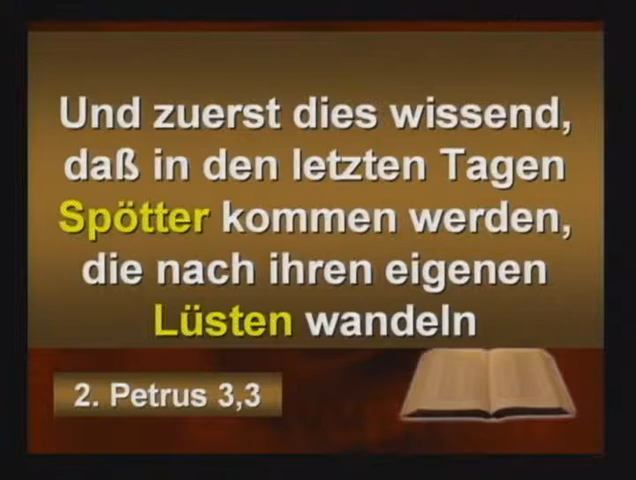 Und zuerst dies wissend,
daß in den letzten Tagen
Spötter kommen werden,
die nach ihren eigenen
Lüsten wandeln
2. Petrus 3,3